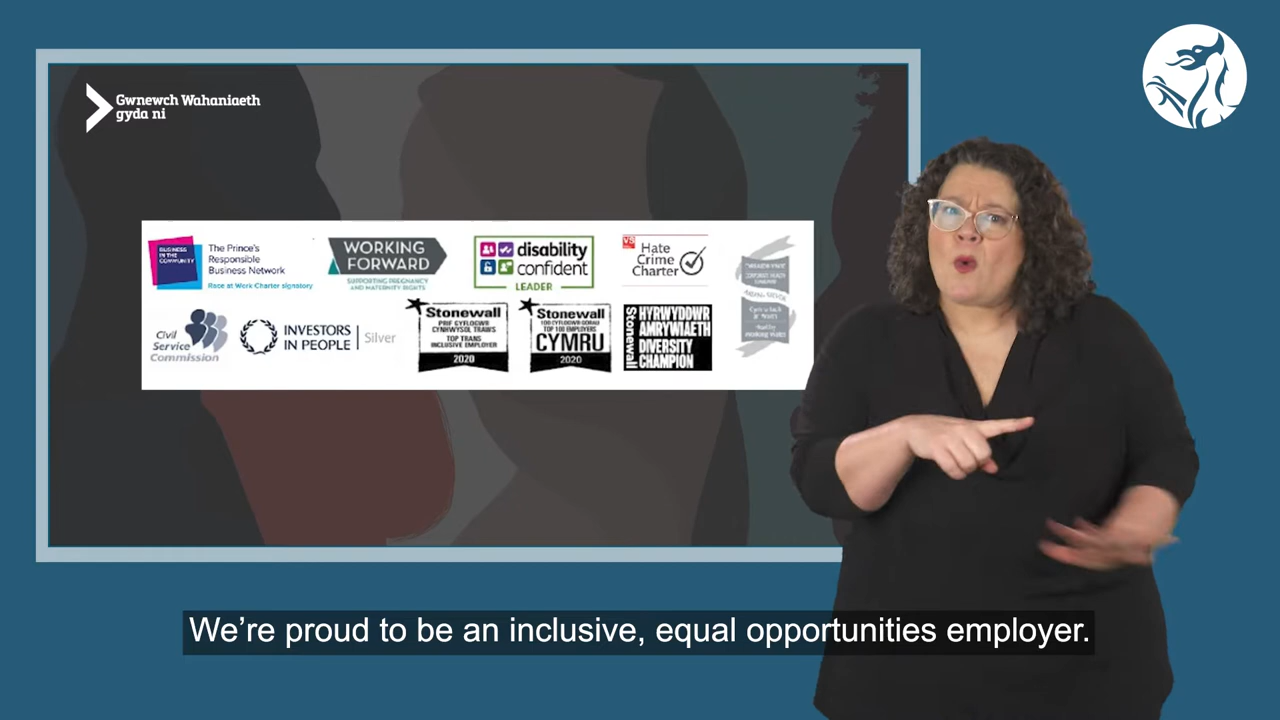 Gwnewch Wahaniaeth
gyda ni
BUSINESS
IN THE
COMMUNITY
The Prince's
Responsible
Business Network
Race at Work Charter signatory
WORKING
FORWARD
SUPPORTING PREGNANCY
AND MATERNITY RIGHTS
disability
confident
LEADER
VS
Hate
Crime
Charter
Civil
Service
Commission
INVESTORS
IN PEOPLE
Silver
Stonewall
PRIF GYFLOGWR
CYNHWYSOL TRAWS
TOP TRANS
INCLUSIVE EMPLOYER
2020
Stonewall
100 CYFLOGWR GORAU
TOP 100 EMPLOYERS
CYMRU
2020
Stonewall
HYRWYDDWR
AMRYWIAETH
DIVERSITY
CHAMPION
We’re proud to be an inclusive, equal opportunities employer.